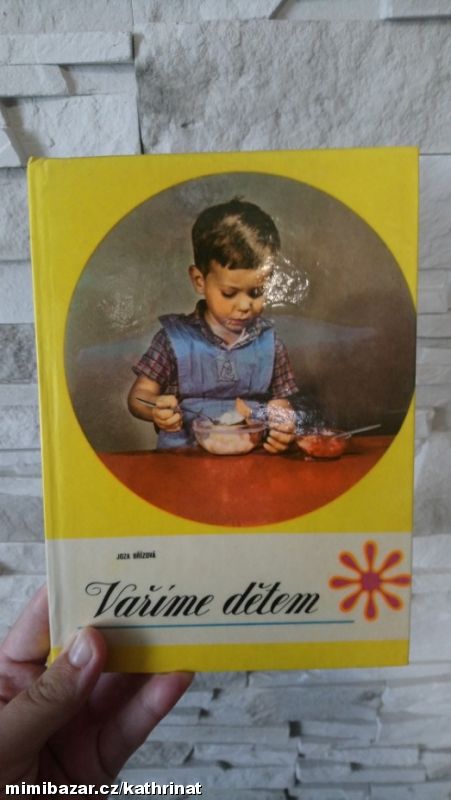 JOZA BŘÍZOVÁ
Vaříme dětem
mimibazar.cz/kathrinat